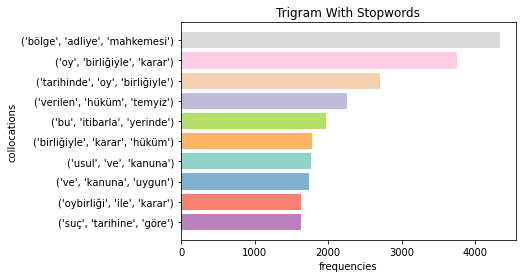 Trigram With Stopwords
collocations
('bölge', 'adliye', 'mahkemesi')
('oy', 'birliğiyle', 'karar')
('tarihinde', 'oy', 'birliğiyle')
('verilen', 'hüküm', 'temyiz')
('bu', 'itibarla', 'yerinde')
('birliğiyle', 'karar', 'hüküm')
('usul', 've', 'kanuna')
('ve', 'kanuna', 'uygun')
('oybirliği', 'ile', 'karar')
('suç', 'tarihine', 'göre')
0 1000 2000 3000 4000
frequencies